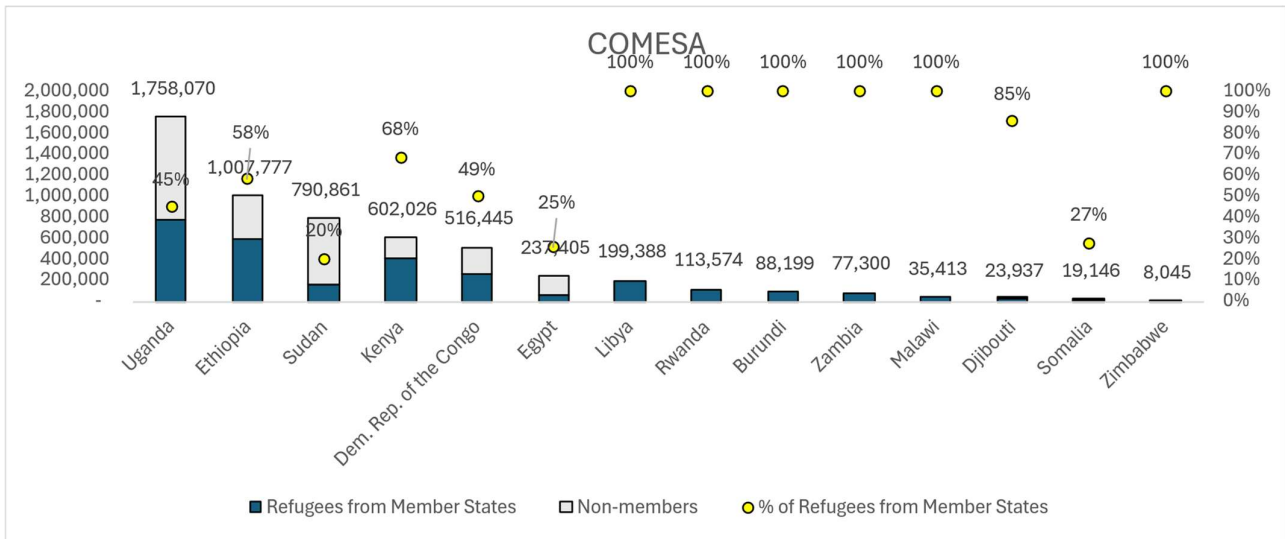 COMESA
2,000,000
1,800,000
1,600,000
1,400,000
1,200,000
1,000,000
800,000
600,000
400,000
200,000
-
100%
90%
80%
70%
60%
50%
40%
30%
20%
10%
0%
1,758,070
1,007,777
790,861
602,026
516,445
237,405
199,388
113,574
88,199
77,300
35,413
23,937
19,146
8,045
45%
58%
20%
68%
49%
25%
100%
100%
100%
100%
100%
85%
27%
100%
Uganda
Ethiopia
Sudan
Kenya
Dem. Rep. of the Congo
Egypt
Libya
Rwanda
Burundi
Zambia
Malawi
Djibouti
Somalia
Zimbabwe
Refugees from Member States
Non-members
% of Refugees from Member States